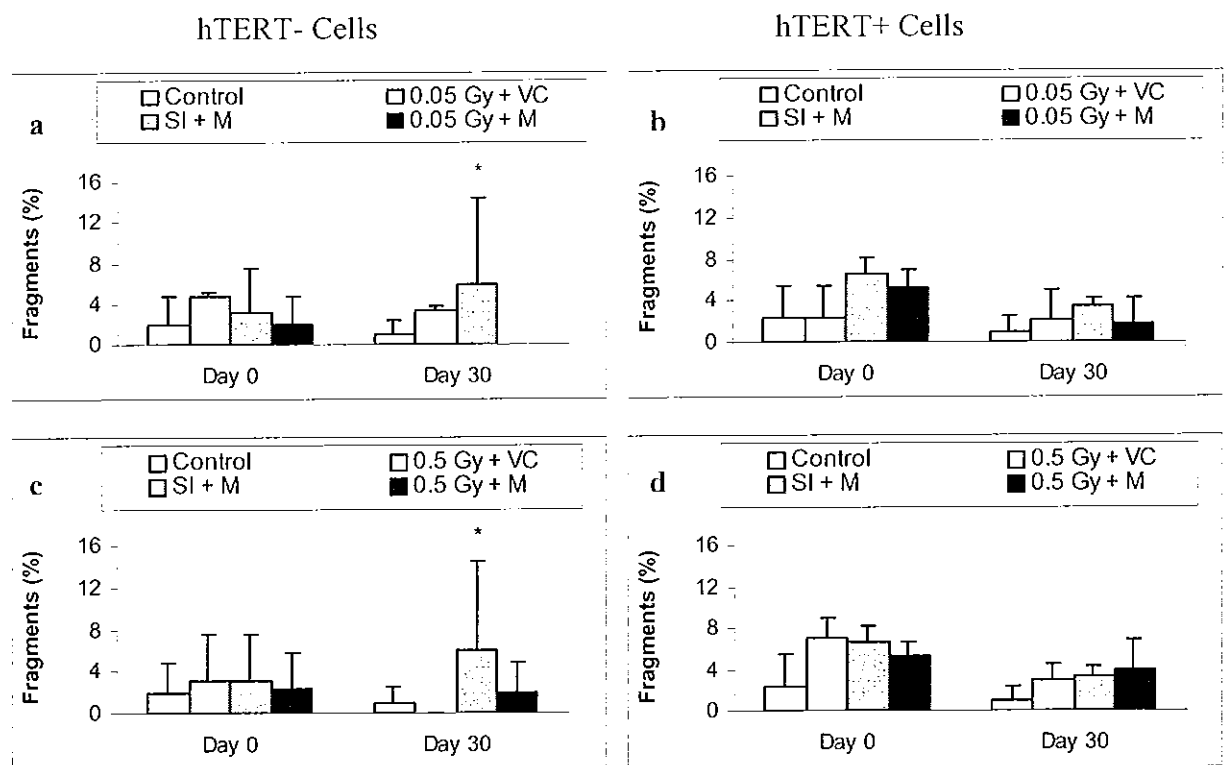 hTERT- Cells
hTERT+ Cells
a
Control
0.05 Gy + VC
SI + M
0.05 Gy + M
Fragments (%)
16
12
8
4
0
*
Day 0
Day 30
b
Control
0.05 Gy + VC
SI + M
0.05 Gy + M
Fragments (%)
16
12
8
4
0
Day 0
Day 30
c
Control
0.5 Gy + VC
SI + M
0.5 Gy + M
Fragments (%)
16
12
8
4
0
*
Day 0
Day 30
d
Control
0.5 Gy + VC
SI + M
0.5 Gy + M
Fragments (%)
16
12
8
4
0
Day 0
Day 30